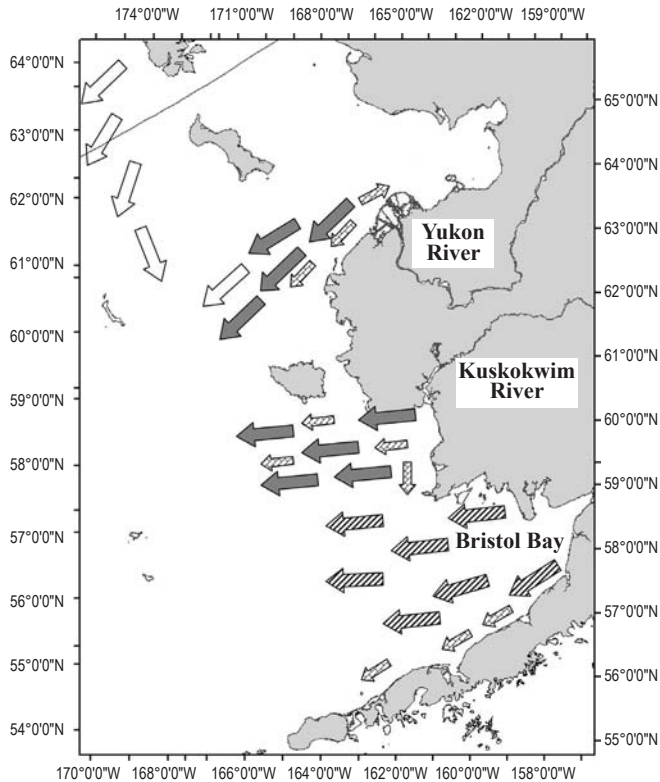 174°0'0"W 171°0'0"W 168°0'0"W 165°0'0"W 162°0'0"W 159°0'0"W
64°0'0"N
65°0'0"N
63°0'0"N
64°0'0"N
62°0'0"N
Yukon
River
63°0'0"N
61°0'0"N
62°0'0"N
60°0'0"N
61°0'0"N
Kuskokwim
River
59°0'0"N
60°0'0"N
58°0'0"N
59°0'0"N
57°0'0"N
Bristol Bay
58°0'0"N
56°0'0"N
57°0'0"N
55°0'0"N
56°0'0"N
54°0'0"N
55°0'0"N
170°0'0"W 168°0'0"W 166°0'0"W 164°0'0"W 162°0'0"W 160°0'0"W 158°0'0"W